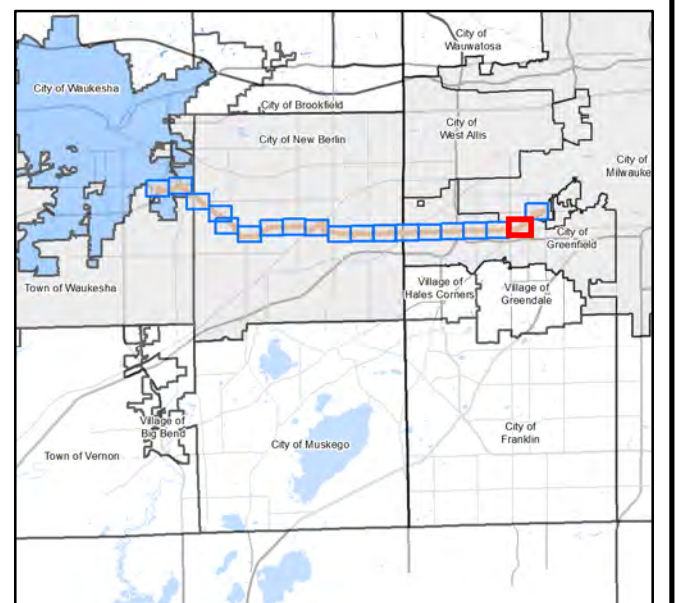 City of
Wauwatosa
City of Waukesha
City of Brookfield
City of
West Allis
City of New Berlin
City of
Milwauke
City of
Greenfield
Town of Waukesha
Village of
Hales Corners
Village of
Greendale
Village of
Big Bend
City of Muskego
City of
Franklin
Town of Vernon